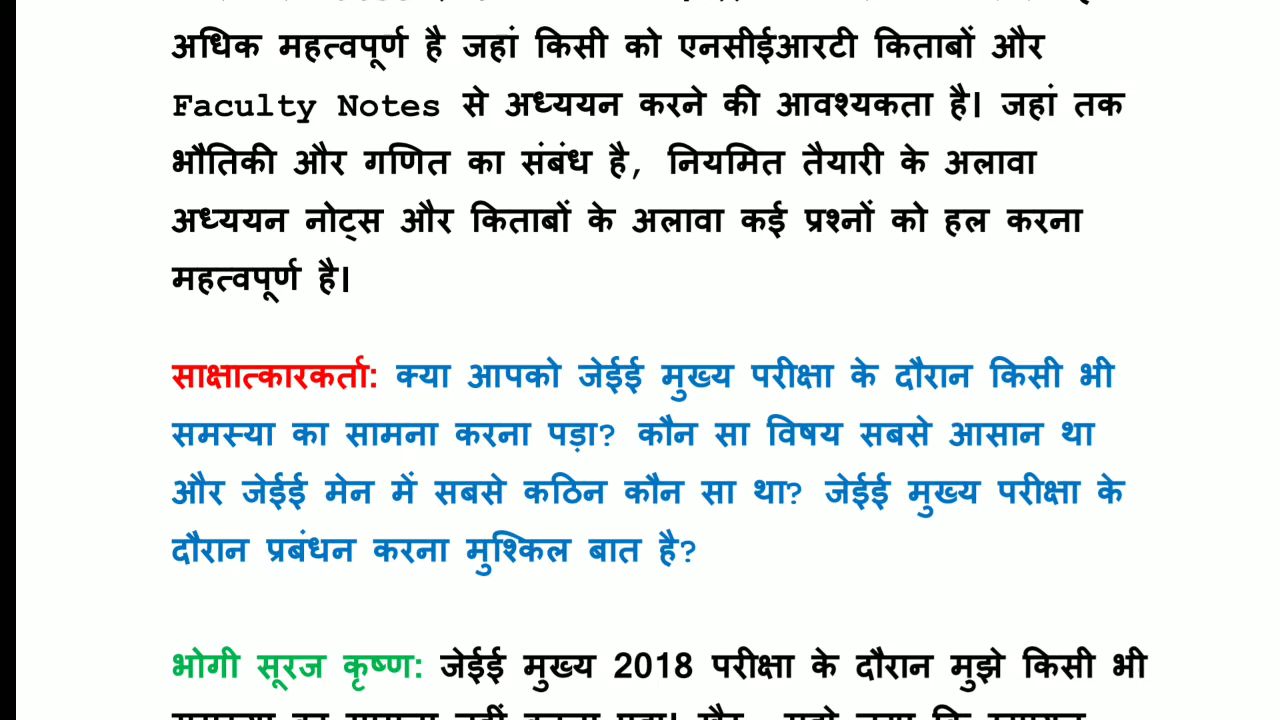 अधिक महत्वपूर्ण है जहां किसी को एनसीईआरटी किताबों और
Faculty Notes से अध्ययन करने की आवश्यकता है। जहां तक
भौतिकी और गणित का संबंध है, नियमित तैयारी के अलावा
अध्ययन नोट्स और किताबों के अलावा कई प्रश्नों को हल करना
महत्वपूर्ण है।
साक्षात्कारकर्ता: क्या आपको जेईई मुख्य परीक्षा के दौरान किसी भी
समस्या का सामना करना पड़ा? कौन सा विषय सबसे आसान था
और जेईई मेन में सबसे कठिन कौन सा था? जेईई मुख्य परीक्षा के
दौरान प्रबंधन करना मुश्किल बात है?
भोगी सूरज कृष्ण: जेईई मुख्य 2018 परीक्षा के दौरान मुझे किसी भी